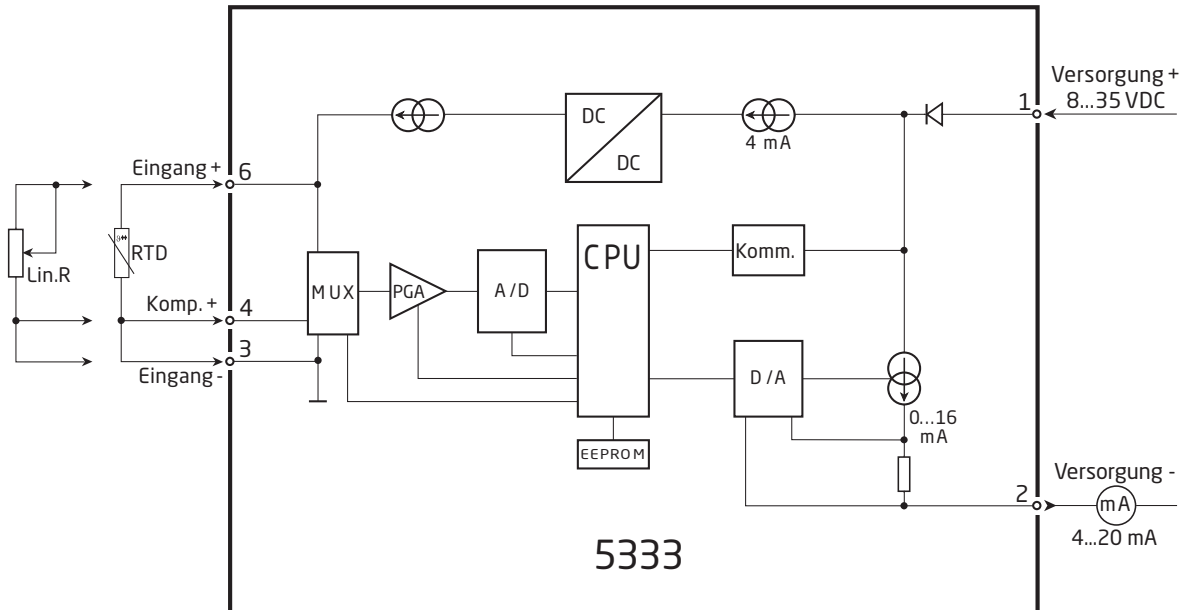 Versorgung +
8...35 VDC
1
DC
DC
4 mA
Eingang +
6
RTD
Lin.R
CPU
Komm.
MUX
PGA
A/D
Komp. +
4
3
Eingang -
D/A
0...16
mA
EEPROM
Versorgung -
2
mA
4...20 mA
5333